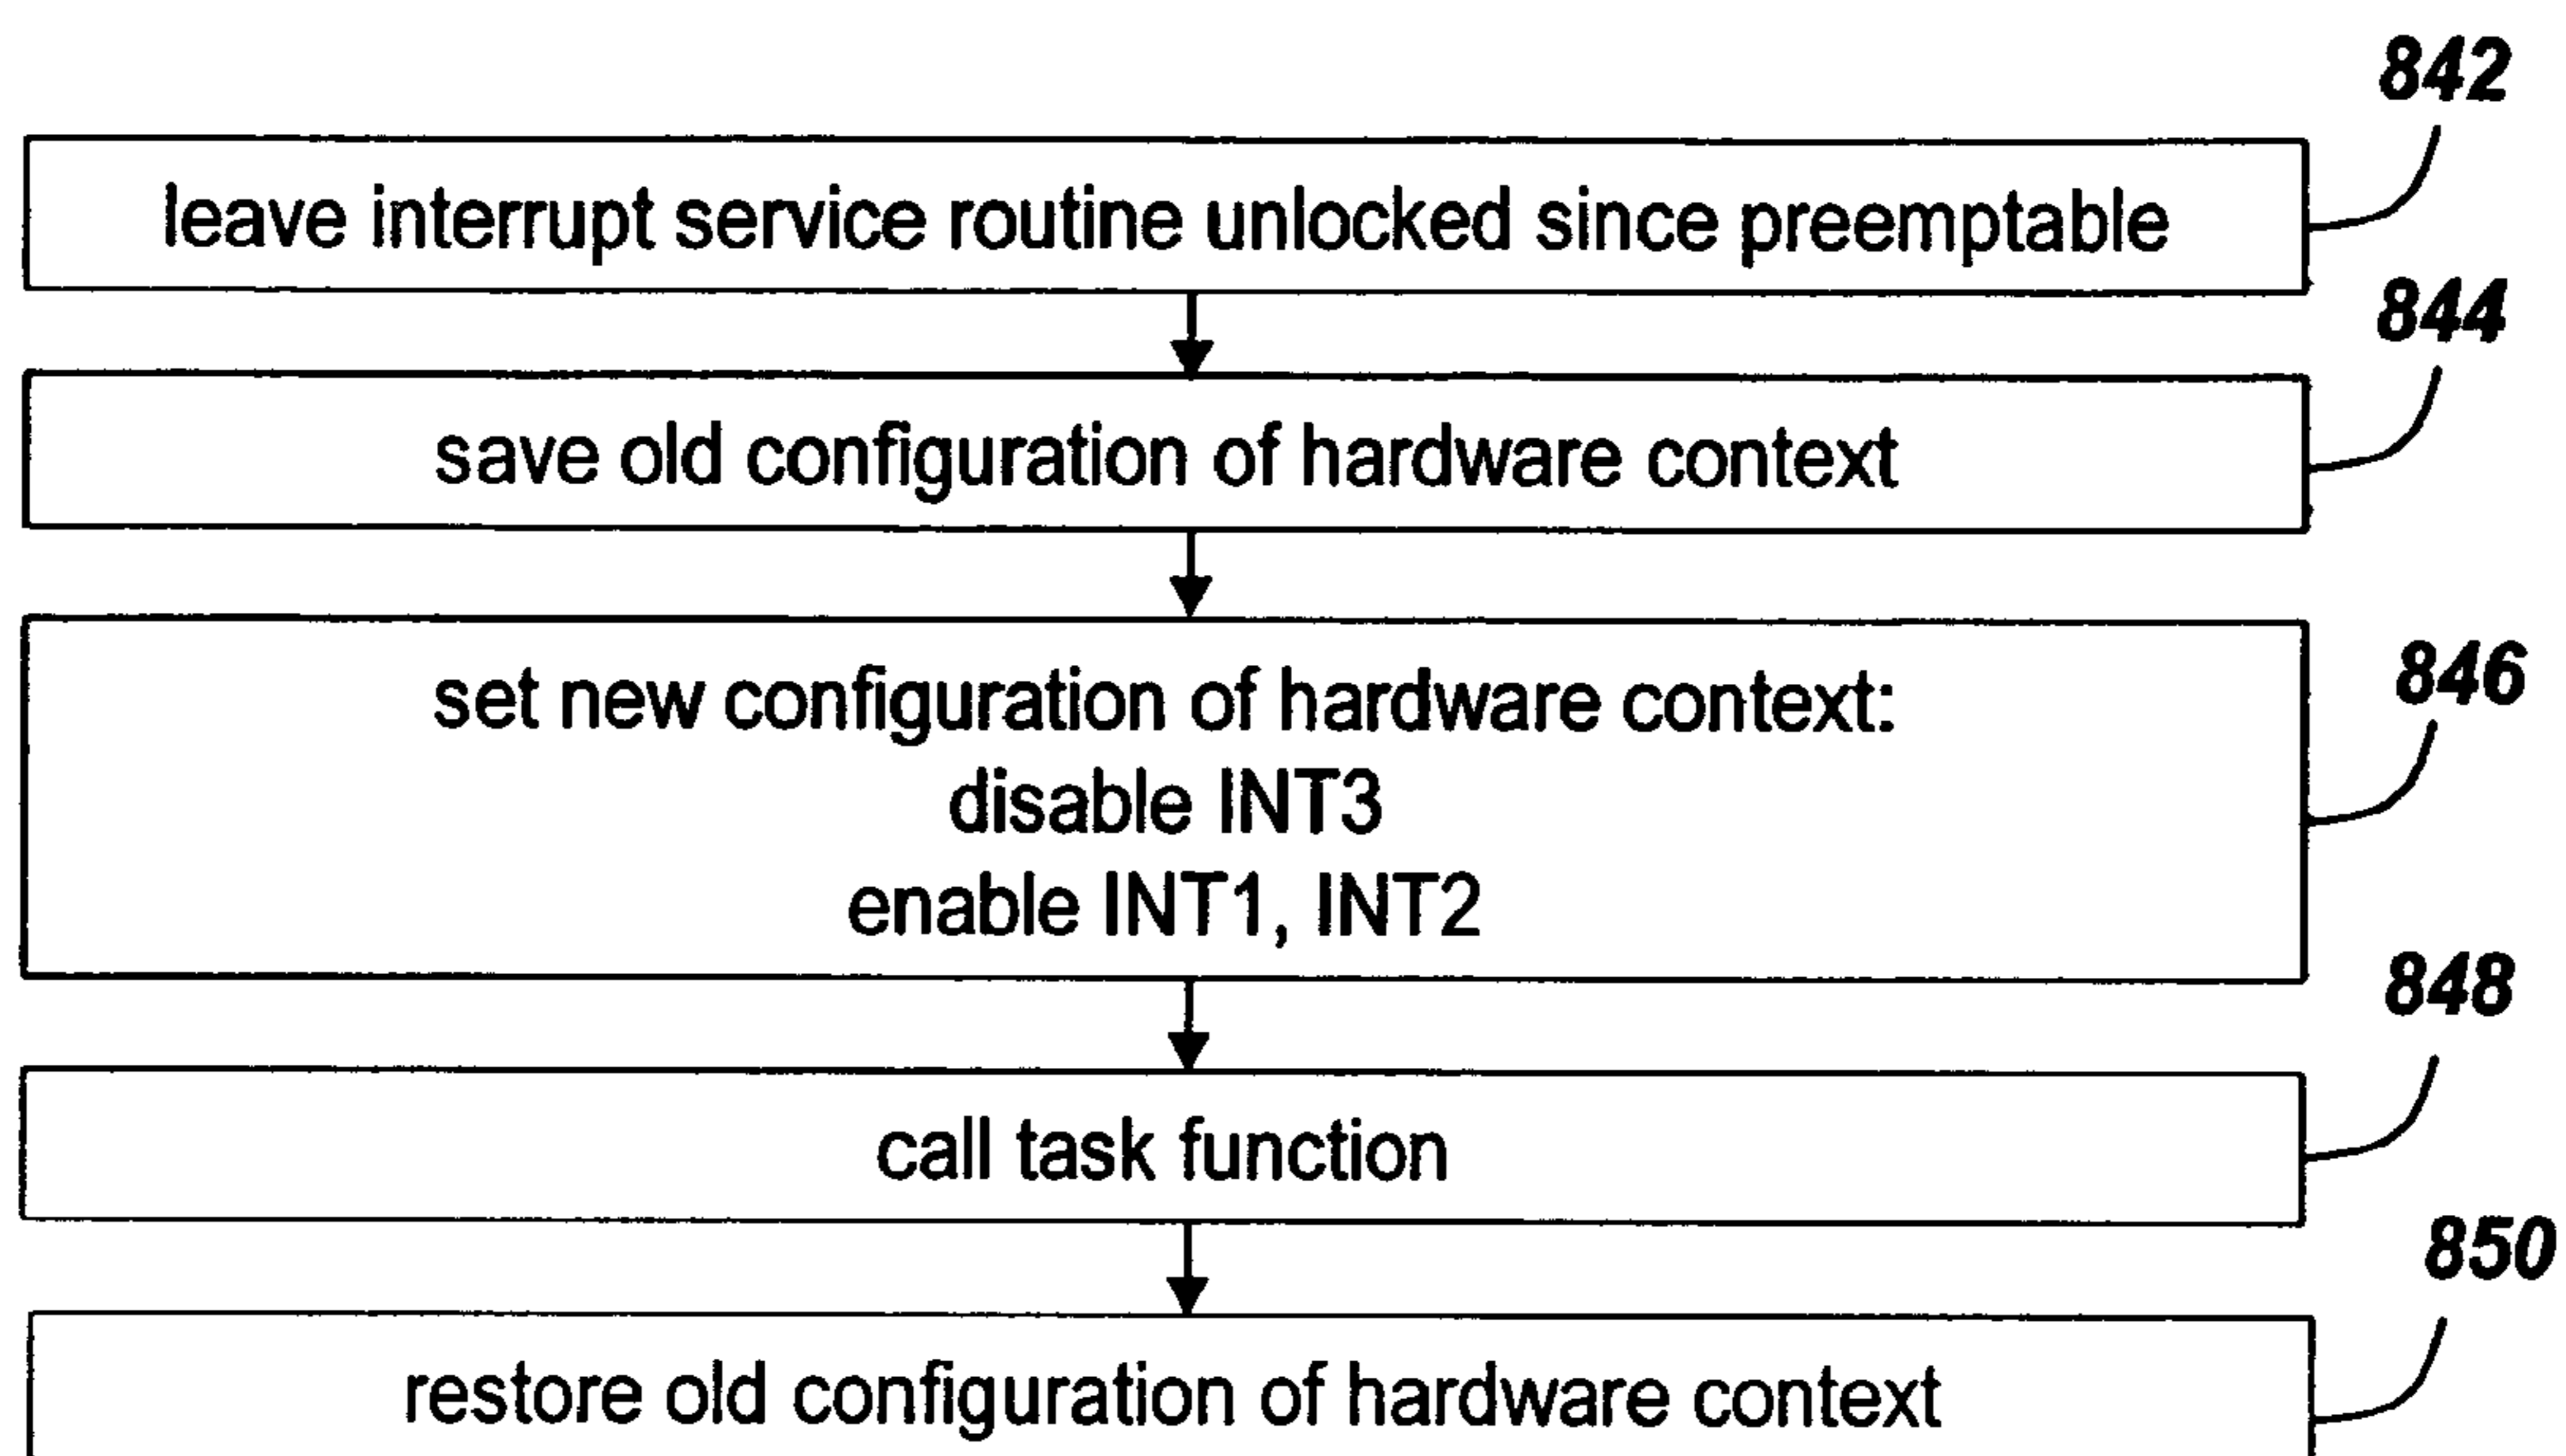 842
leave interrupt service routine unlocked since preemptable
844
save old configuration of hardware context
846
set new configuration of hardware context:
disable INT3
enable INT1, INT2
848
call task function
850
restore old configuration of hardware context